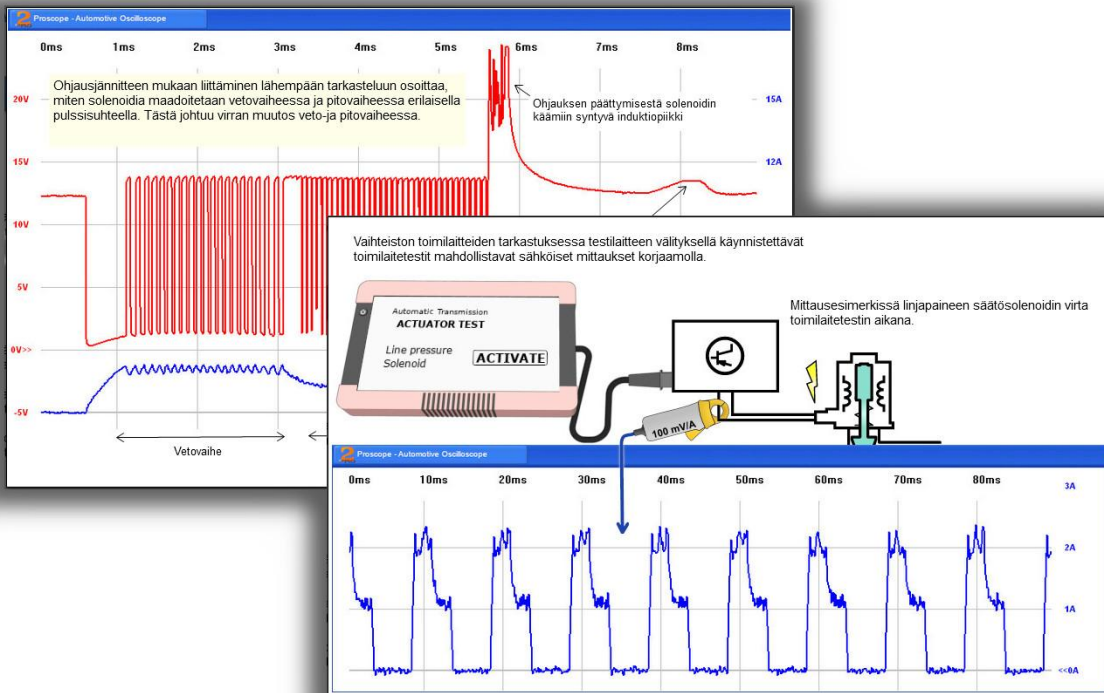 2 Proscope - Automotive Oscilloscope
0ms 1ms 2ms 3ms 4ms 5ms 6ms 7ms 8ms
Ohjausjännitteen mukaan liittäminen lähempään tarkasteluun osoittaa,
miten solenoidia maadoitetaan vetovaiheessa ja pitovaiheessa erilaisella
pulssisuhteella. Tästä johtuu virran muutos veto-ja pitovaiheessa.
Ohjauksen päättymisestä solenoidin
käämiin syntyvä induktiopiikki
20V
15V
10V
5V
0V>>
-5V
15A
12A
Vetovaihe
Vaihteiston toimilaitteiden tarkastuksessa testilaitteen välityksellä käynnistettävät
toimilaitetestit mahdollistavat sähköiset mittaukset korjaamolla.
Automatic Transmission
ACTUATOR TEST
Line pressure
Solenoid
ACTIVATE
100 mV/A
Mittausesimerkissä linjapaineen säätösolenoidin virta
toimilaitetestin aikana.
2 Proscope - Automotive Oscilloscope
0ms 10ms 20ms 30ms 40ms 50ms 60ms 70ms 80ms
3A
2A
1A
<<0A